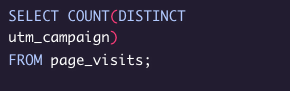 SELECT COUNT(DISTINCT
utm_campaign)
FROM page_visits;